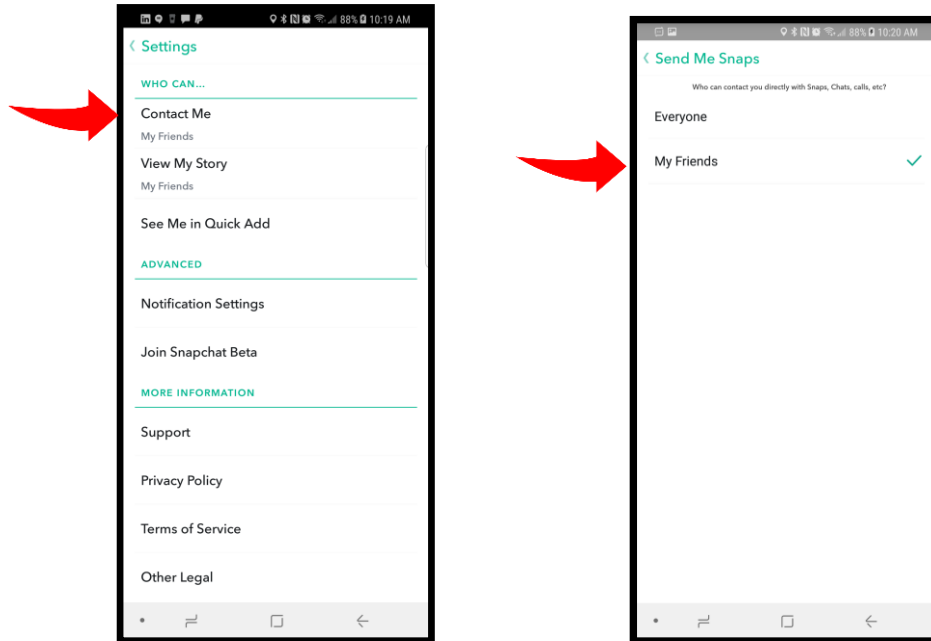 88% 10:19 AM
Settings
WHO CAN...
Contact Me
My Friends
View My Story
My Friends
See Me in Quick Add
ADVANCED
Notification Settings
Join Snapchat Beta
MORE INFORMATION
Support
Privacy Policy
Terms of Service
Other Legal
88% 10:20 AM
Send Me Snaps
Who can contact you directly with Snaps, Chats, calls, etc?
Everyone
My Friends